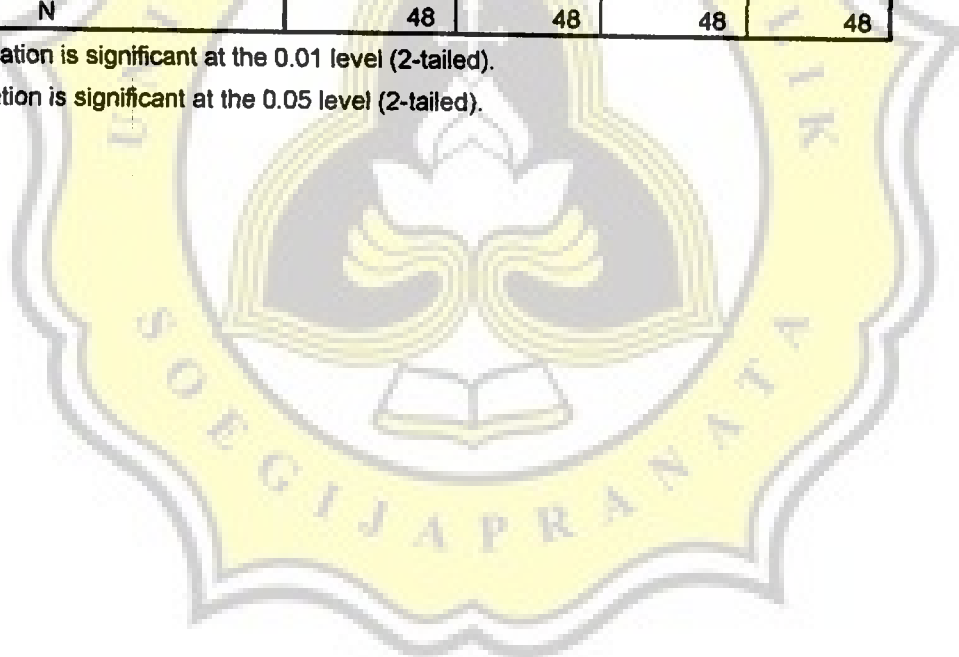 N 48 48 48 48
ation is significant at the 0.01 level (2-tailed).
tion is significant at the 0.05 level (2-tailed).
SOEGIJAPRANATA